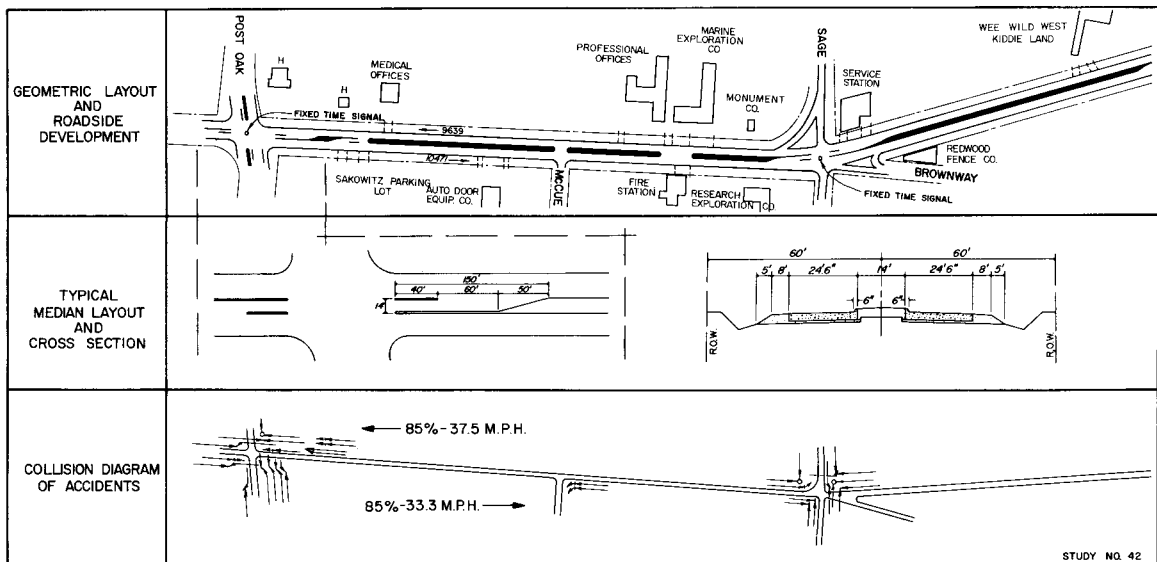 GEOMETRIC LAYOUT
AND
ROADSIDE
DEVELOPMENT
POST OAK
H
H
MEDICAL
OFFICES
FIXED TIME SIGNAL
9639
10471
SAKOWITZ PARKING
LOT
AUTO DOOR
EQUIP. CO.
MCCUE
PROFESSIONAL
OFFICES
MARINE
EXPLORATION
CO
MONUMENT
CO.
FIRE
STATION
RESEARCH
EXPLORATION CO.
SAGE
SERVICE
STATION
WEE WILD WEST
KIDDIE LAND
REDWOOD
FENCE CO.
BROWNWAY
FIXED TIME SIGNAL
TYPICAL
MEDIAN LAYOUT
AND
CROSS SECTION
150'
40' 60' 50'
14'
60' 60'
5' 8' 24'6" 14' 24'6" 8' 5'
6" 6"
R.O.W.
R.O.W.
COLLISION DIAGRAM
OF ACCIDENTS
85%-37.5 M.P.H.
85%-33.3 M.P.H.
STUDY NO. 42